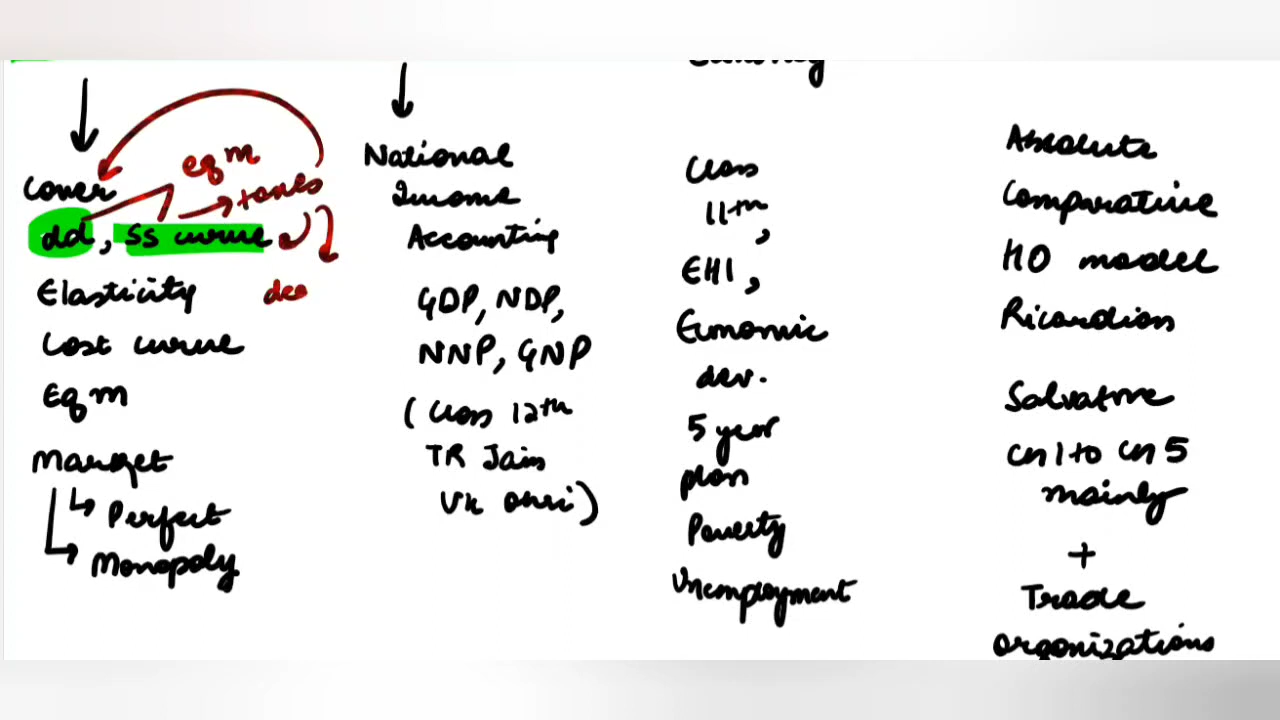 Cover
eqm
→ taxes
dd, SS curve
Elasticity
dea
Cost curve
Eqm
Market
Perfect
Monopoly
National
Income
Accounting
GDP, NDP,
NNP, GNP
(Class 12th
TR Jain
VK Ohri)
Class
11th,
EHI,
Economic
dev.
5 year
plan
Poverty
Unemployment
Absolute
Comparative
HO model
Ricardian
Salvatore
Ch 1 to Ch 5
mainly
+
Trade
Organizations